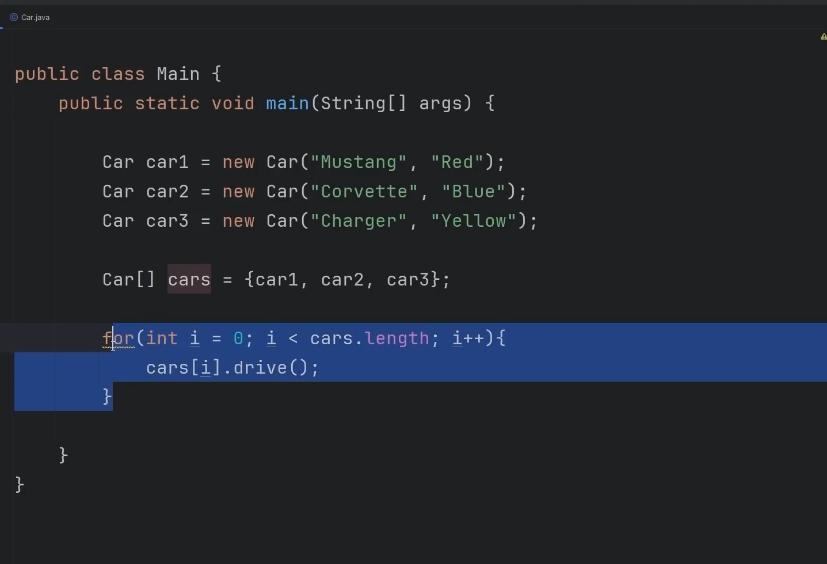 Car.java
public class Main {
    public static void main(String[] args) {
        Car car1 = new Car("Mustang", "Red");
        Car car2 = new Car("Corvette", "Blue");
        Car car3 = new Car("Charger", "Yellow");
        Car[] cars = {car1, car2, car3};
        for(int i = 0; i < cars.length; i++){
            cars[i].drive();
        }
    }
}